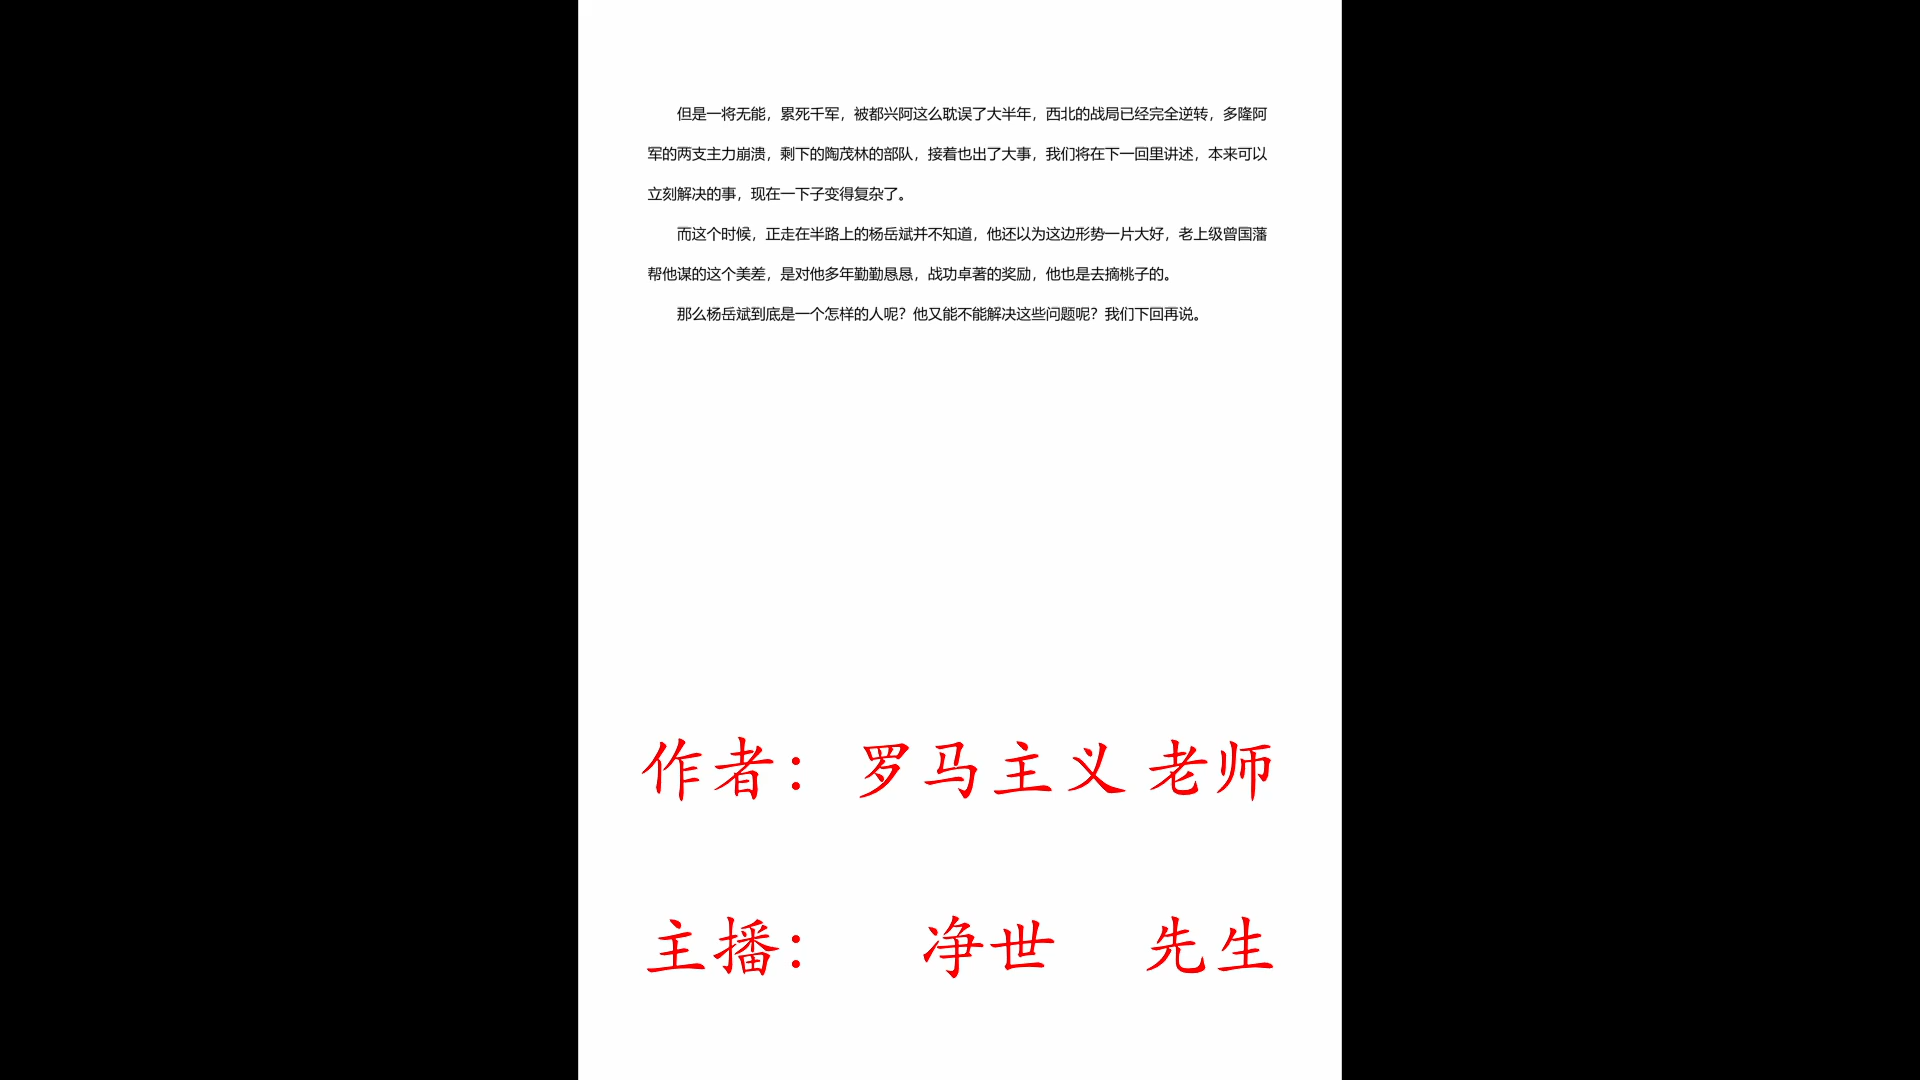 但是一将无能，累死千军，被都兴阿这么耽误了大半年，西北的战局已经完全逆转，多隆阿
军的两支主力崩溃，剩下的陶茂林的部队，接着也出了大事，我们将在下一回里讲述，本来可以
立刻解决的事，现在一下子变得复杂了。
而这个时候，正走在半路上的杨岳斌并不知道，他还以为这边形势一片大好，老上级曾国藩
帮他谋的这个美差，是对他多年勤勤恳恳，战功卓著的奖励，他也是去摘桃子的。
那么杨岳斌到底是一个怎样的人呢？他又能不能解决这些问题呢？我们下回再说。
作者：罗马主义 老师
主播： 净世 先生